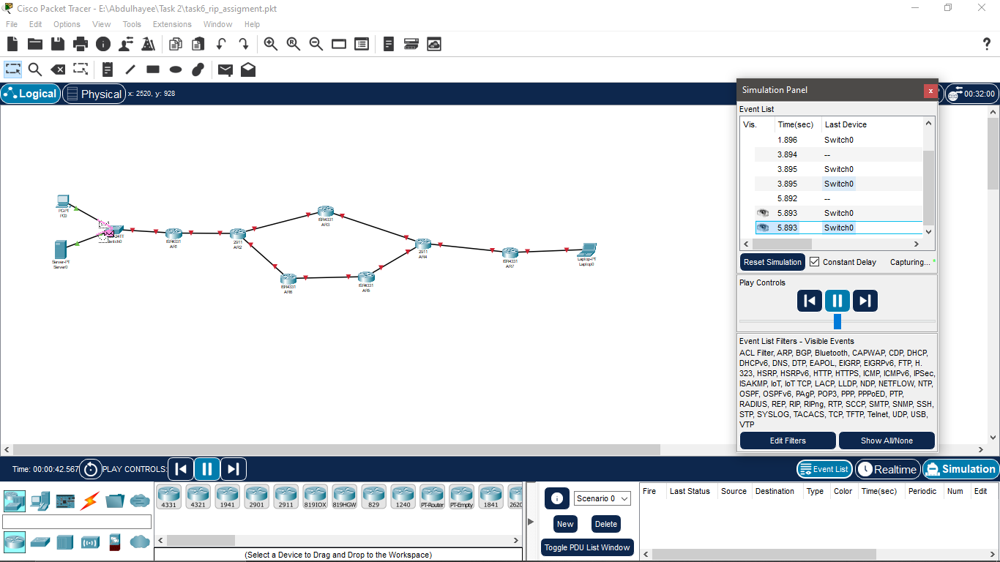 Cisco Packet Tracer - E:\Abdulhayee\Task 2\task6_rip_assigment.pkt
File Edit Options View Tools Extensions Window Help
Logical Physical x: 2520, y: 928
00:32:00
Simulation Panel
x
Event List
Vis. Time(sec) Last Device
1.896 Switch0
3.894 --
3.895 Switch0
3.895 Switch0
5.892 --
5.893 Switch0
5.893 Switch0
Reset Simulation Constant Delay Capturing... *
Play Controls
Event List Filters - Visible Events
ACL Filter, ARP, BGP, Bluetooth, CAPWAP, CDP, DHCP,
DHCPv6, DNS, DTP, EAPOL, EIGRP, EIGRPv6, FTP, H.
323, HSRP, HSRPv6, HTTP, HTTPS, ICMP, ICMPv6, IPSec,
ISAKMP, IoT, IoT TCP, LACP, LLDP, NDP, NETFLOW, NTP,
OSPF, OSPFv6, PAgP, POP3, PPP, PPPoED, PTP,
RADIUS, REP, RIP, RIPng, RTP, SCCP, SMTP, SNMP, SSH,
STP, SYSLOG, TACACS, TCP, TFTP, Telnet, UDP, USB,
VTP
Edit Filters Show All/None
PC-PT
PC0
Server-PT
Server0
24TT
Switch0
ISR4331
AR1
2911
AR2
ISR4331
AR3
2911
AR4
ISR4331
ISR4331
ISR4331
AR7
Laptop-PT
Laptop0
Time: 00:00:42.567 PLAY CONTROLS:
Event List Realtime Simulation
4331 4321 1941 2901 2911 819IOX 819HGW 829 1240 PT-Router PT-Empty 1841 2620
(Select a Device to Drag and Drop to the Workspace)
Scenario 0
New Delete
Toggle PDU List Window
Fire Last Status Source Destination Type Color Time(sec) Periodic Num Edit